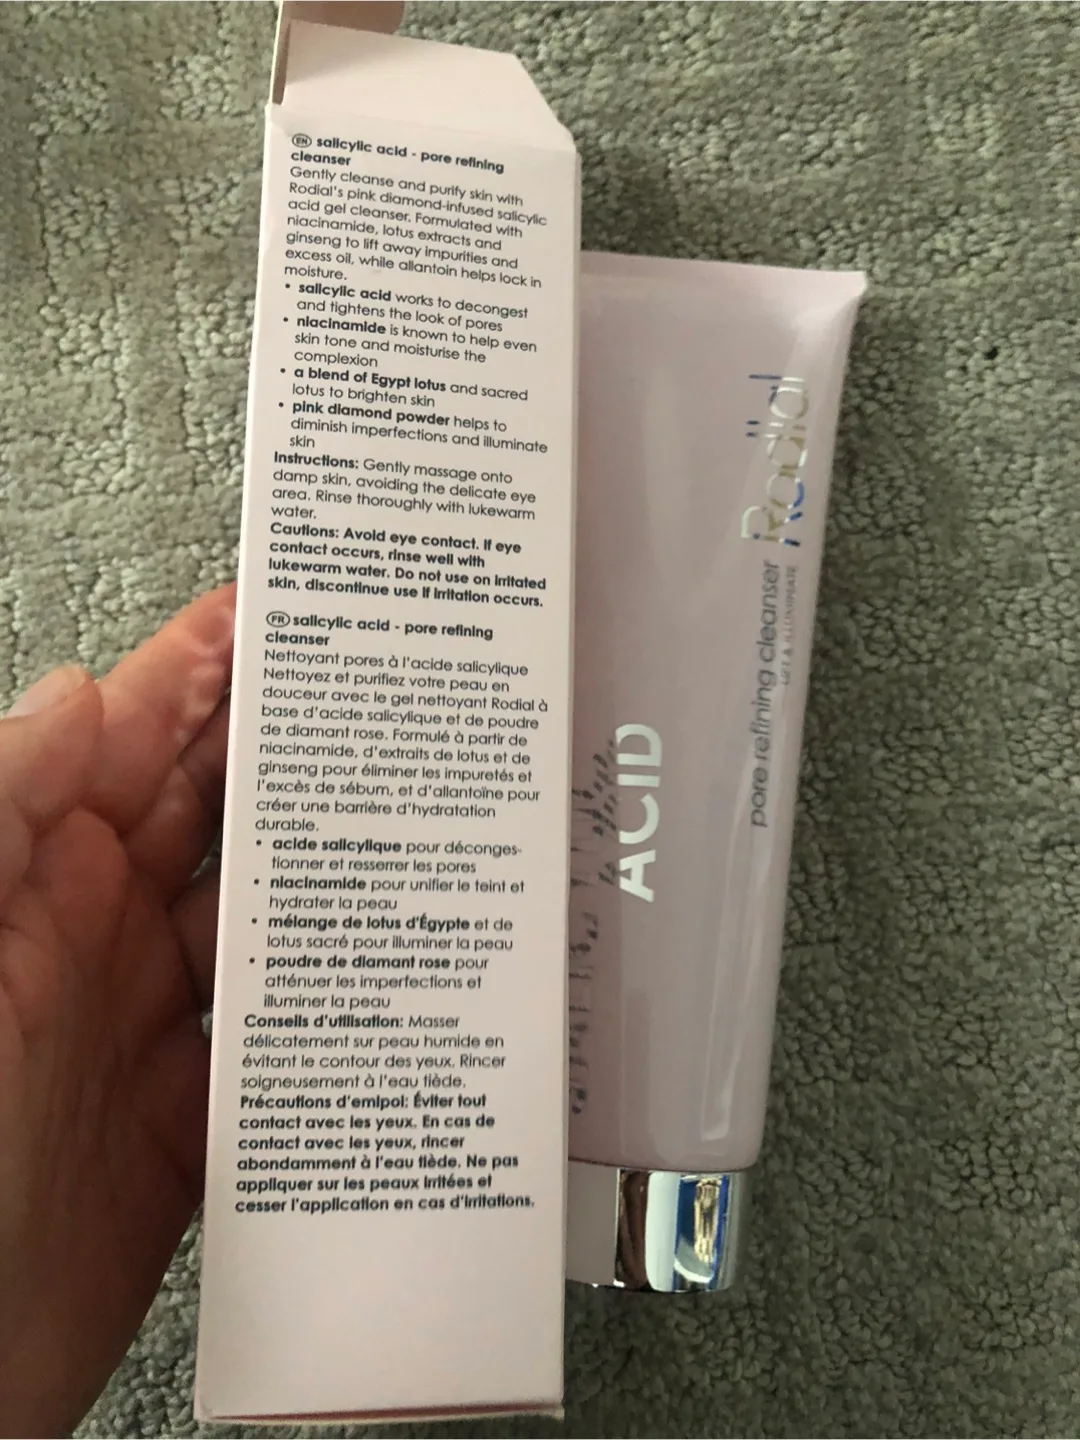 EN salicylic acid - pore refining
cleanser
Gently cleanse and purify skin with
Rodial's pink diamond-infused salicylic
acid gel cleanser. Formulated with
niacinamide, lotus extracts and
ginseng to lift away impurities and
excess oil, while allantoin helps lock in
moisture.
• salicylic acid works to decongest
and tightens the look of pores
• niacinamide is known to help even
skin tone and moisturise the
complexion
• a blend of Egypt lotus and sacred
lotus to brighten skin
• pink diamond powder helps to
diminish imperfections and illuminate
skin
Instructions: Gently massage onto
damp skin, avoiding the delicate eye
area. Rinse thoroughly with lukewarm
water.
Cautions: Avoid eye contact. If eye
contact occurs, rinse well with
lukewarm water. Do not use on irritated
skin, discontinue use if irritation occurs.
FR salicylic acid - pore refining
cleanser
Nettoyant pores à l'acide salicylique
Nettoyez et purifiez votre peau en
douceur avec le gel nettoyant Rodial à
base d'acide salicylique et de poudre
de diamant rose. Formulé à partir de
niacinamide, d'extraits de lotus et de
ginseng pour éliminer les impuretés et
l'excès de sébum, et d'allantoïne pour
créer une barrière d'hydratation
durable.
• acide salicylique pour déconges-
tionner et resserrer les pores
• niacinamide pour unifier le teint et
hydrater la peau
• mélange de lotus d'Égypte et de
lotus sacré pour illuminer la peau
• poudre de diamant rose pour
atténuer les imperfections et
illuminer la peau
Conseils d'utilisation: Masser
délicatement sur peau humide en
évitant le contour des yeux. Rincer
soigneusement à l'eau tiède.
Précautions d'emlpoi: Éviter tout
contact avec les yeux. En cas de
contact avec les yeux, rincer
abondamment à l'eau tiède. Ne pas
appliquer sur les peaux irritées et
cesser l'application en cas d'irritations.
Rodial
pore refining cleanser
LIFT & ILLUMINATE
ACID